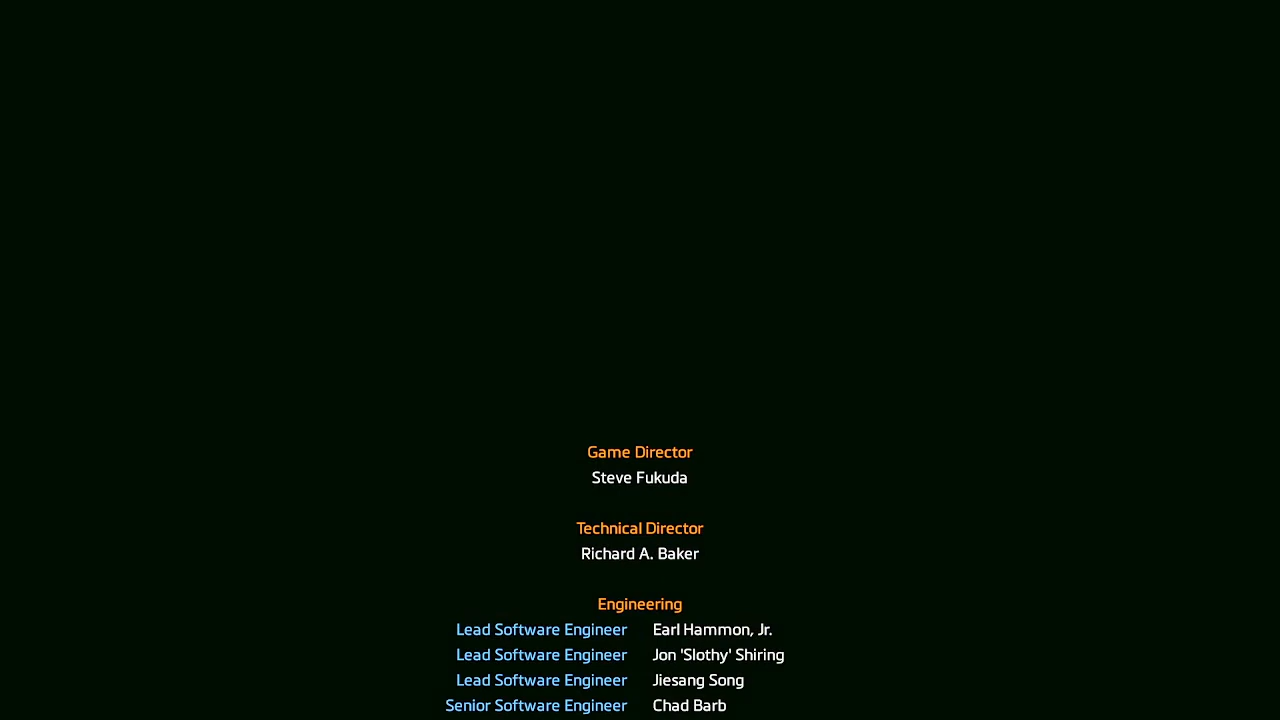 Game Director
Steve Fukuda
Technical Director
Richard A. Baker
Engineering
Lead Software Engineer Earl Hammon, Jr.
Lead Software Engineer Jon 'Slothy' Shiring
Lead Software Engineer Jiesang Song
Senior Software Engineer Chad Barb